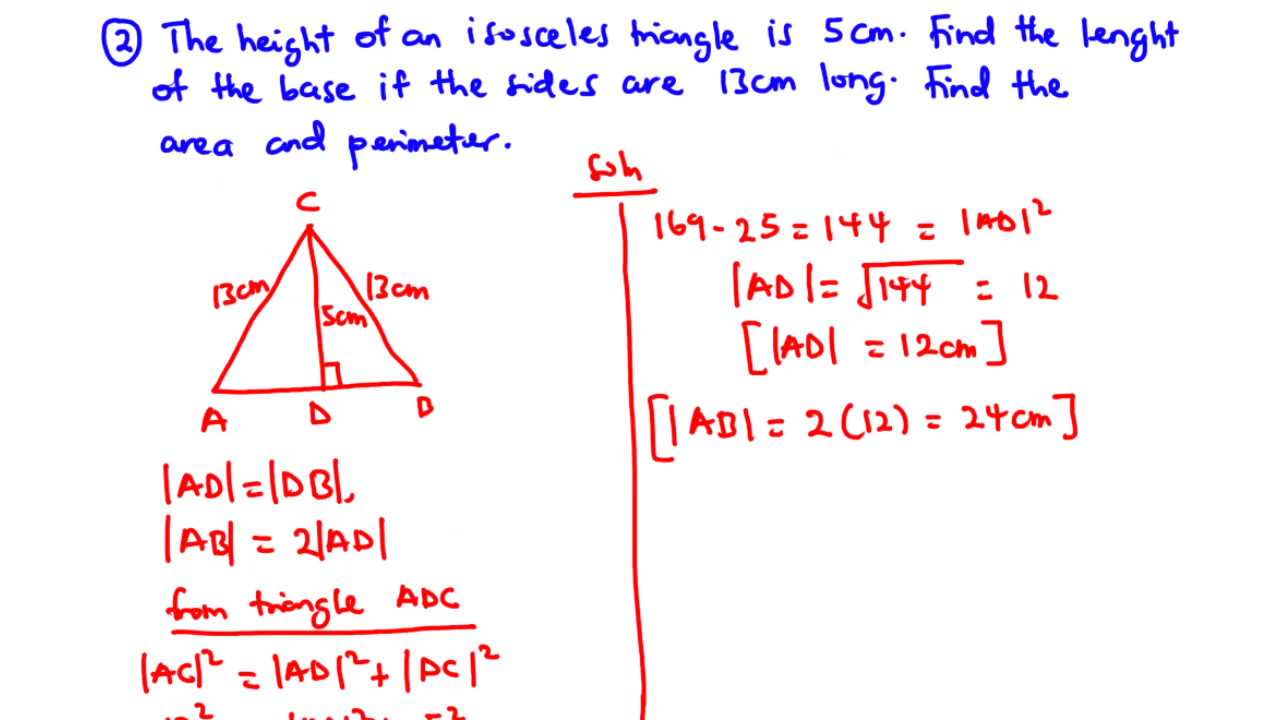 ② The height of an isosceles triangle is 5cm. Find the lenght
of the base if the sides are 13cm long. Find the
area and perimeter.
Soln
C
13cm
13cm
5cm
A
D
B
|AD| = |DB|,
|AB| = 2|AD|
from triangle ADC
|AC|² = |AD|² + |DC|²
169 - 25 = 144 = |AD|²
|AD| = √144 = 12
[|AD| = 12cm]
[|AB| = 2(12) = 24cm]